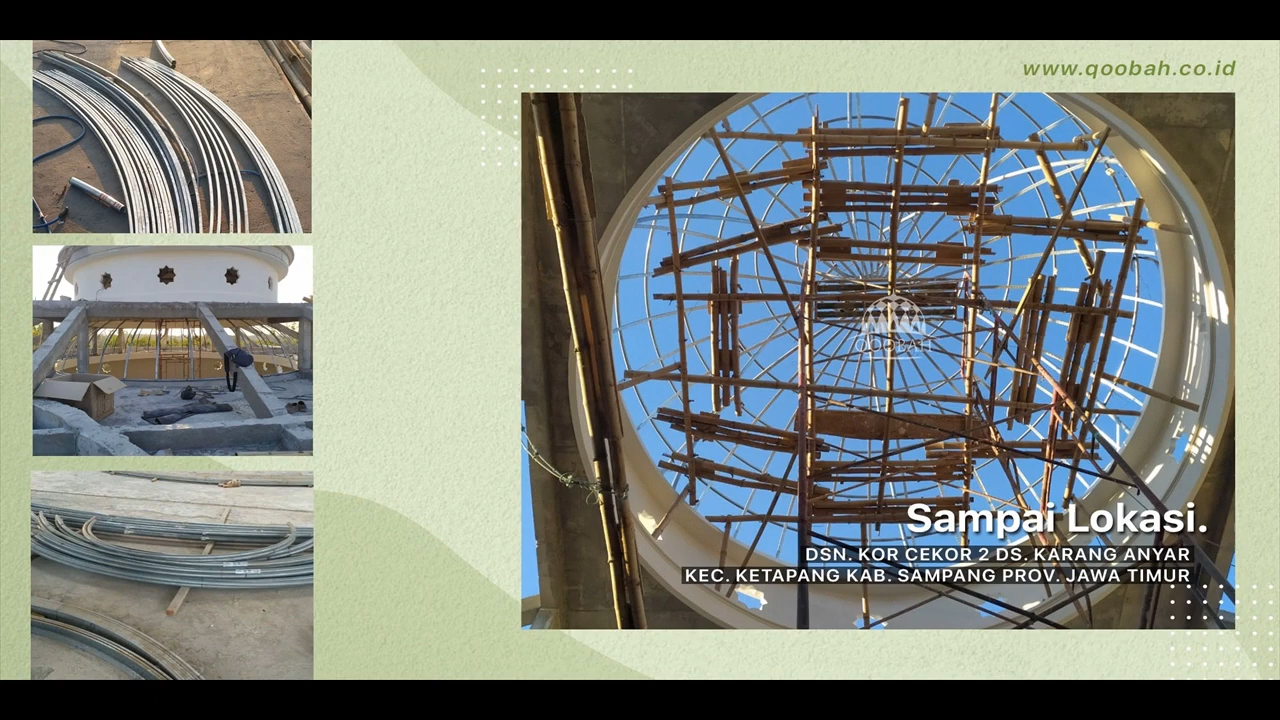 www.qoobah.co.id
QOOBAH
Sampai Lokasi.
DSN. KOR CEKOR 2 DS. KARANG ANYAR
KEC. KETAPANG KAB. SAMPANG PROV. JAWA TIMUR